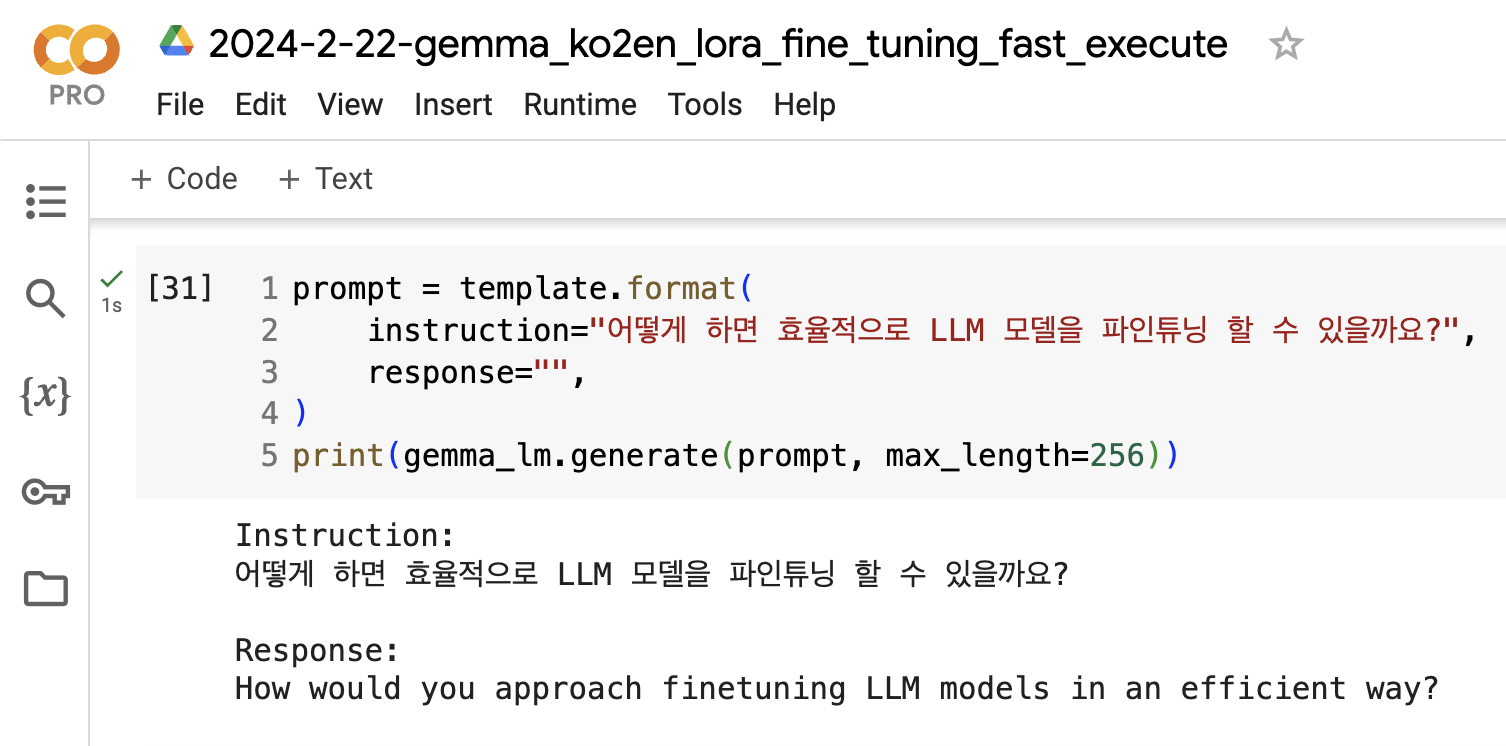 2024-2-22-gemma_ko2en_lora_fine_tuning_fast_execute
PRO
File Edit View Insert Runtime Tools Help
+ Code + Text
{x}
1s
[31]
1 prompt = template.format(
2     instruction="어떻게 하면 효율적으로 LLM 모델을 파인튜닝 할 수 있을까요?",
3     response="",
4 )
5 print(gemma_lm.generate(prompt, max_length=256))
Instruction:
어떻게 하면 효율적으로 LLM 모델을 파인튜닝 할 수 있을까요?
Response:
How would you approach finetuning LLM models in an efficient way?